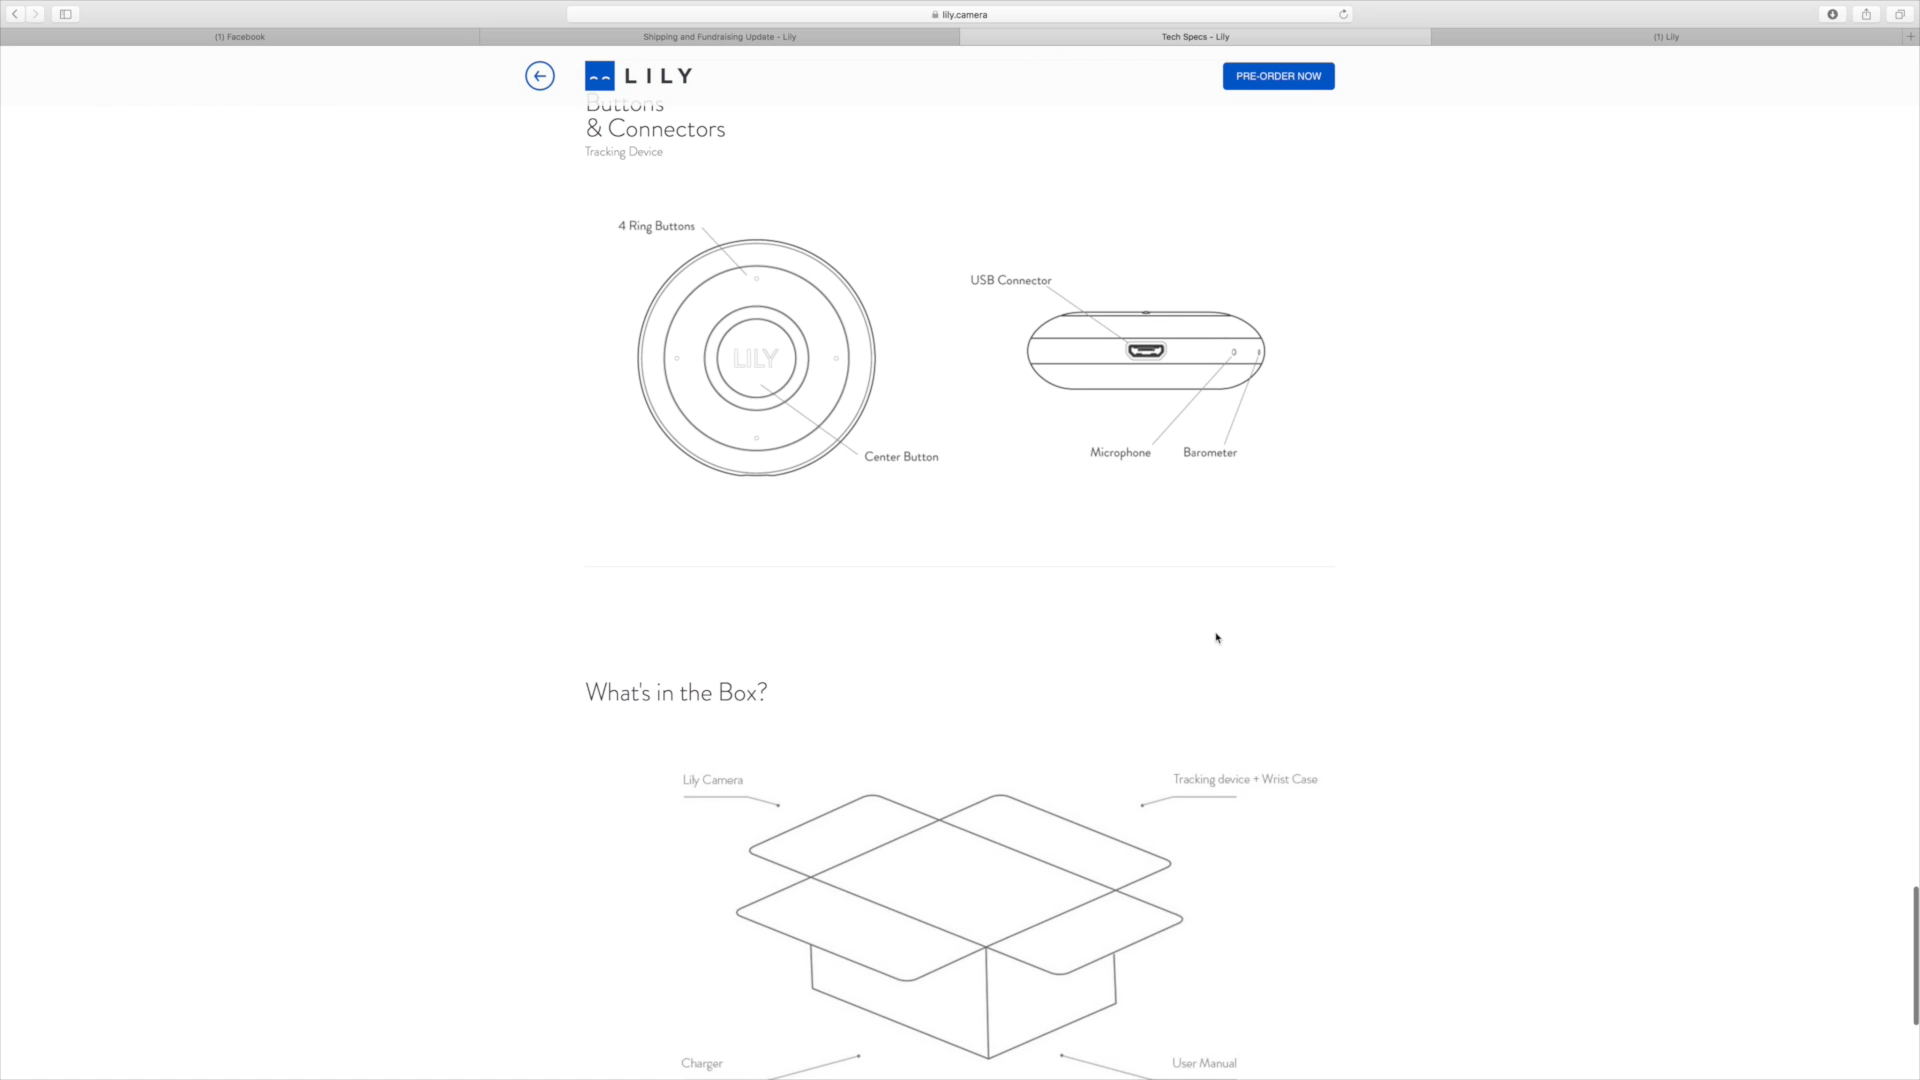 lily.camera
(1) Facebook
Shipping and Fundraising Update - Lily
Tech Specs - Lily
(1) Lily
LILY
PRE-ORDER NOW
Buttons
& Connectors
Tracking Device
4 Ring Buttons
USB Connector
LILY
Center Button
Microphone
Barometer
What's in the Box?
Lily Camera
Tracking device + Wrist Case
Charger
User Manual